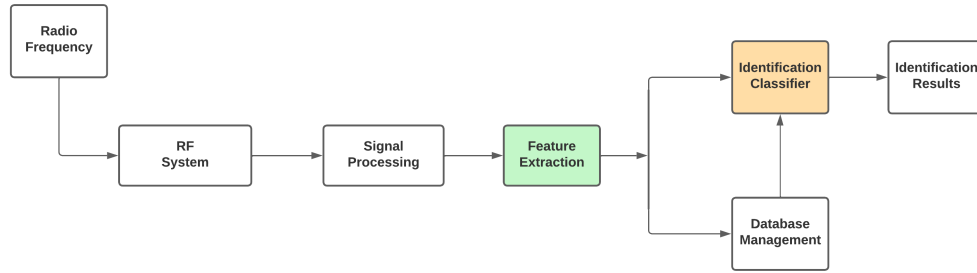 Radio
Frequency
RF
System
Signal
Processing
Feature
Extraction
Identification
Classifier
Identification
Results
Database
Management